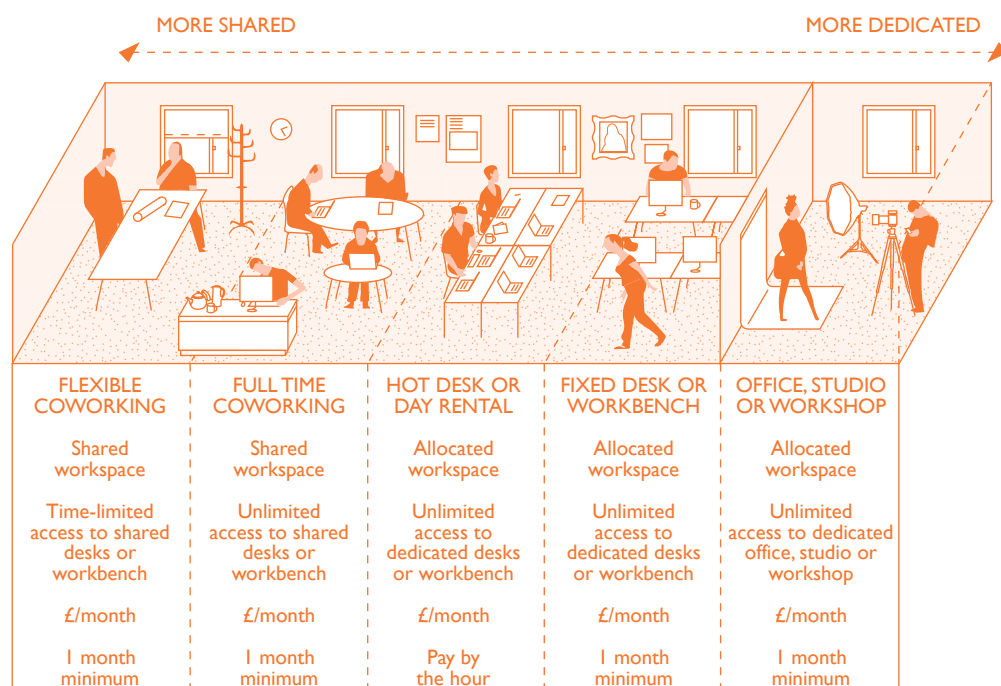 MORE SHARED
MORE DEDICATED
FLEXIBLE
COWORKING
Shared
workspace
Time-limited
access to shared
desks or
workbench
£/month
1 month
minimum
FULL TIME
COWORKING
Shared
workspace
Unlimited
access to shared
desks or
workbench
£/month
1 month
minimum
HOT DESK OR
DAY RENTAL
Allocated
workspace
Unlimited
access to
dedicated desks
or workbench
£/month
Pay by
the hour
FIXED DESK OR
WORKBENCH
Allocated
workspace
Unlimited
access to
dedicated desks
or workbench
£/month
1 month
minimum
OFFICE, STUDIO
OR WORKSHOP
Allocated
workspace
Unlimited
access to dedicated
office, studio or
workshop
£/month
1 month
minimum